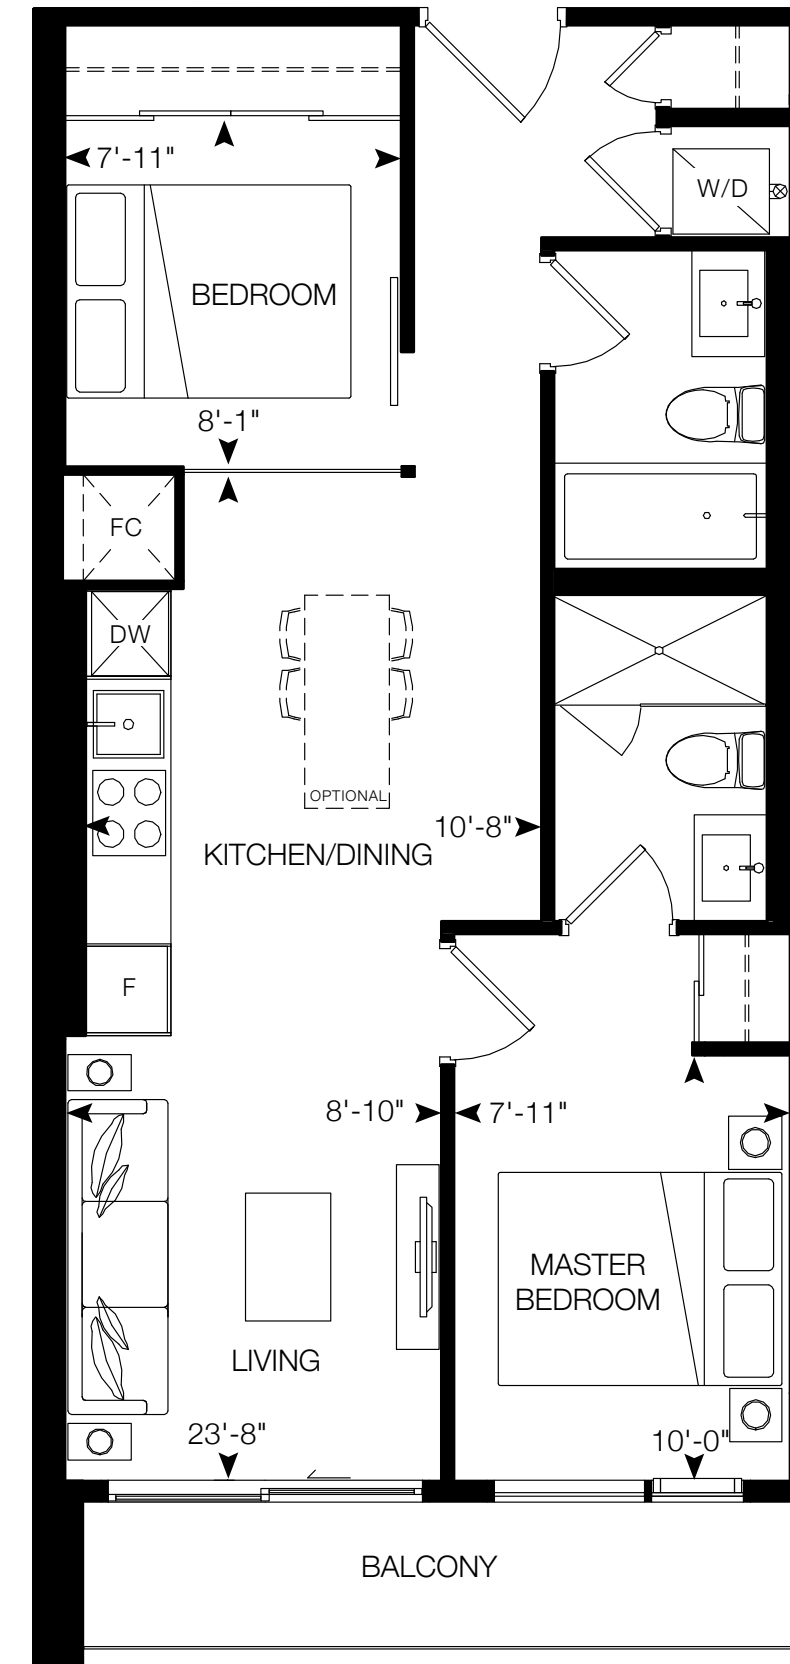 7'-11"
W/D
BEDROOM
8'-1"
FC
DW
OPTIONAL
10'-8"
KITCHEN/DINING
F
8'-10"
7'-11"
MASTER
BEDROOM
LIVING
23'-8"
10'-0"
BALCONY